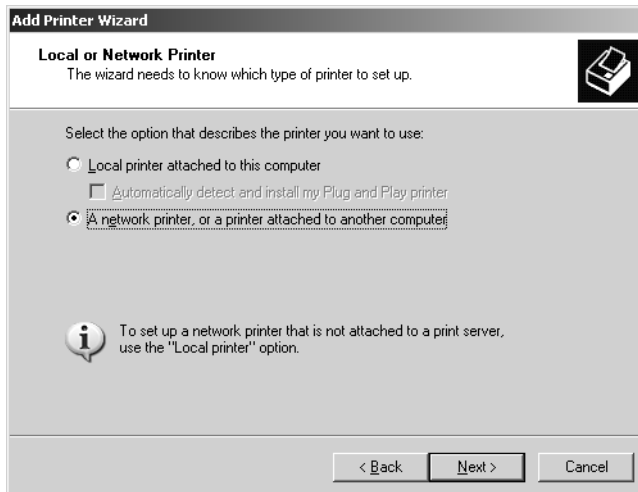 Add Printer Wizard
Local or Network Printer
The wizard needs to know which type of printer to set up.
Select the option that describes the printer you want to use:
Local printer attached to this computer
Automatically detect and install my Plug and Play printer
A network printer, or a printer attached to another computer
To set up a network printer that is not attached to a print server,
use the "Local printer" option.
< Back
Next >
Cancel